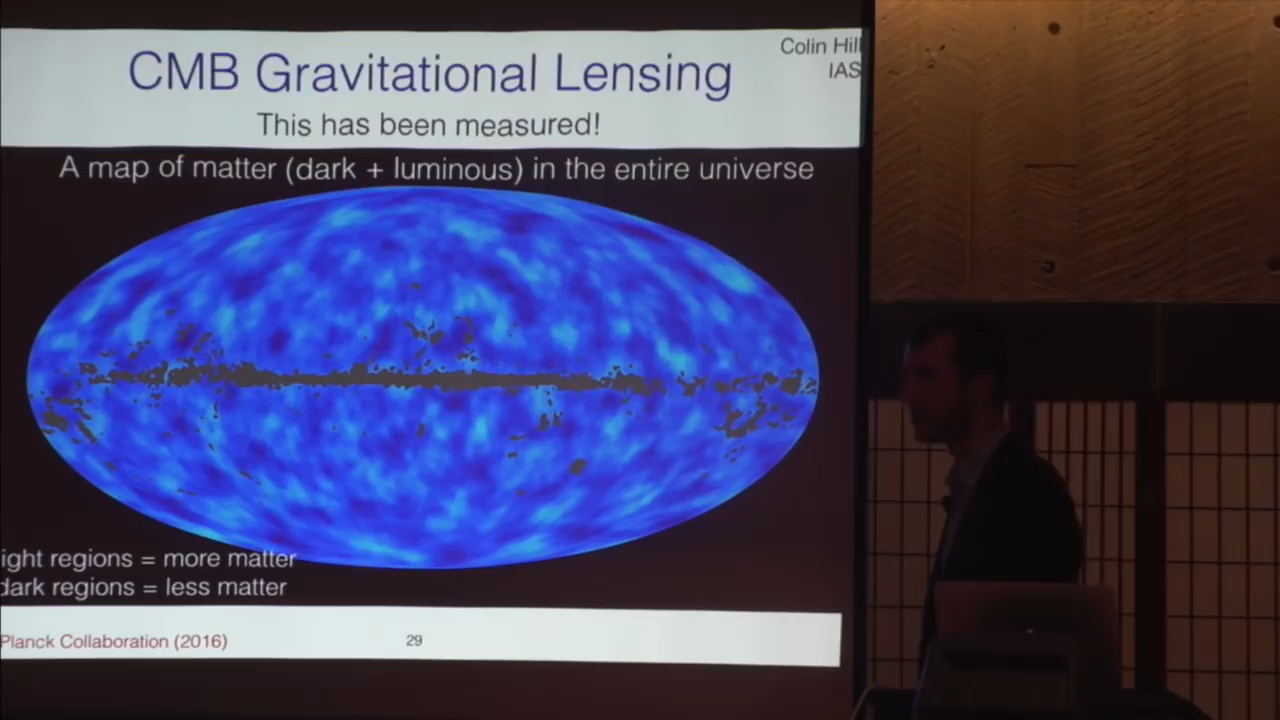 CMB Gravitational Lensing
Colin Hill
IAS
This has been measured!
A map of matter (dark + luminous) in the entire universe
ight regions = more matter
dark regions = less matter
Planck Collaboration (2016)
29